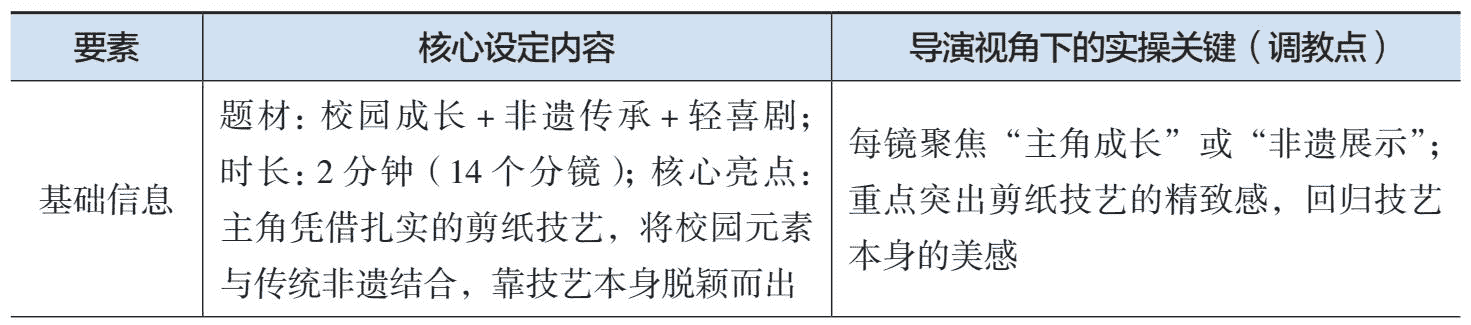 要素
核心设定内容
导演视角下的实操关键（调教点）
基础信息
题材：校园成长+非遗传承+轻喜剧；
时长：2分钟（14个分镜）；核心亮点：
主角凭借扎实的剪纸技艺，将校园元素
与传统非遗结合，靠技艺本身脱颖而出
每镜聚焦“主角成长”或“非遗展示”；
重点突出剪纸技艺的精致感，回归技艺
本身的美感